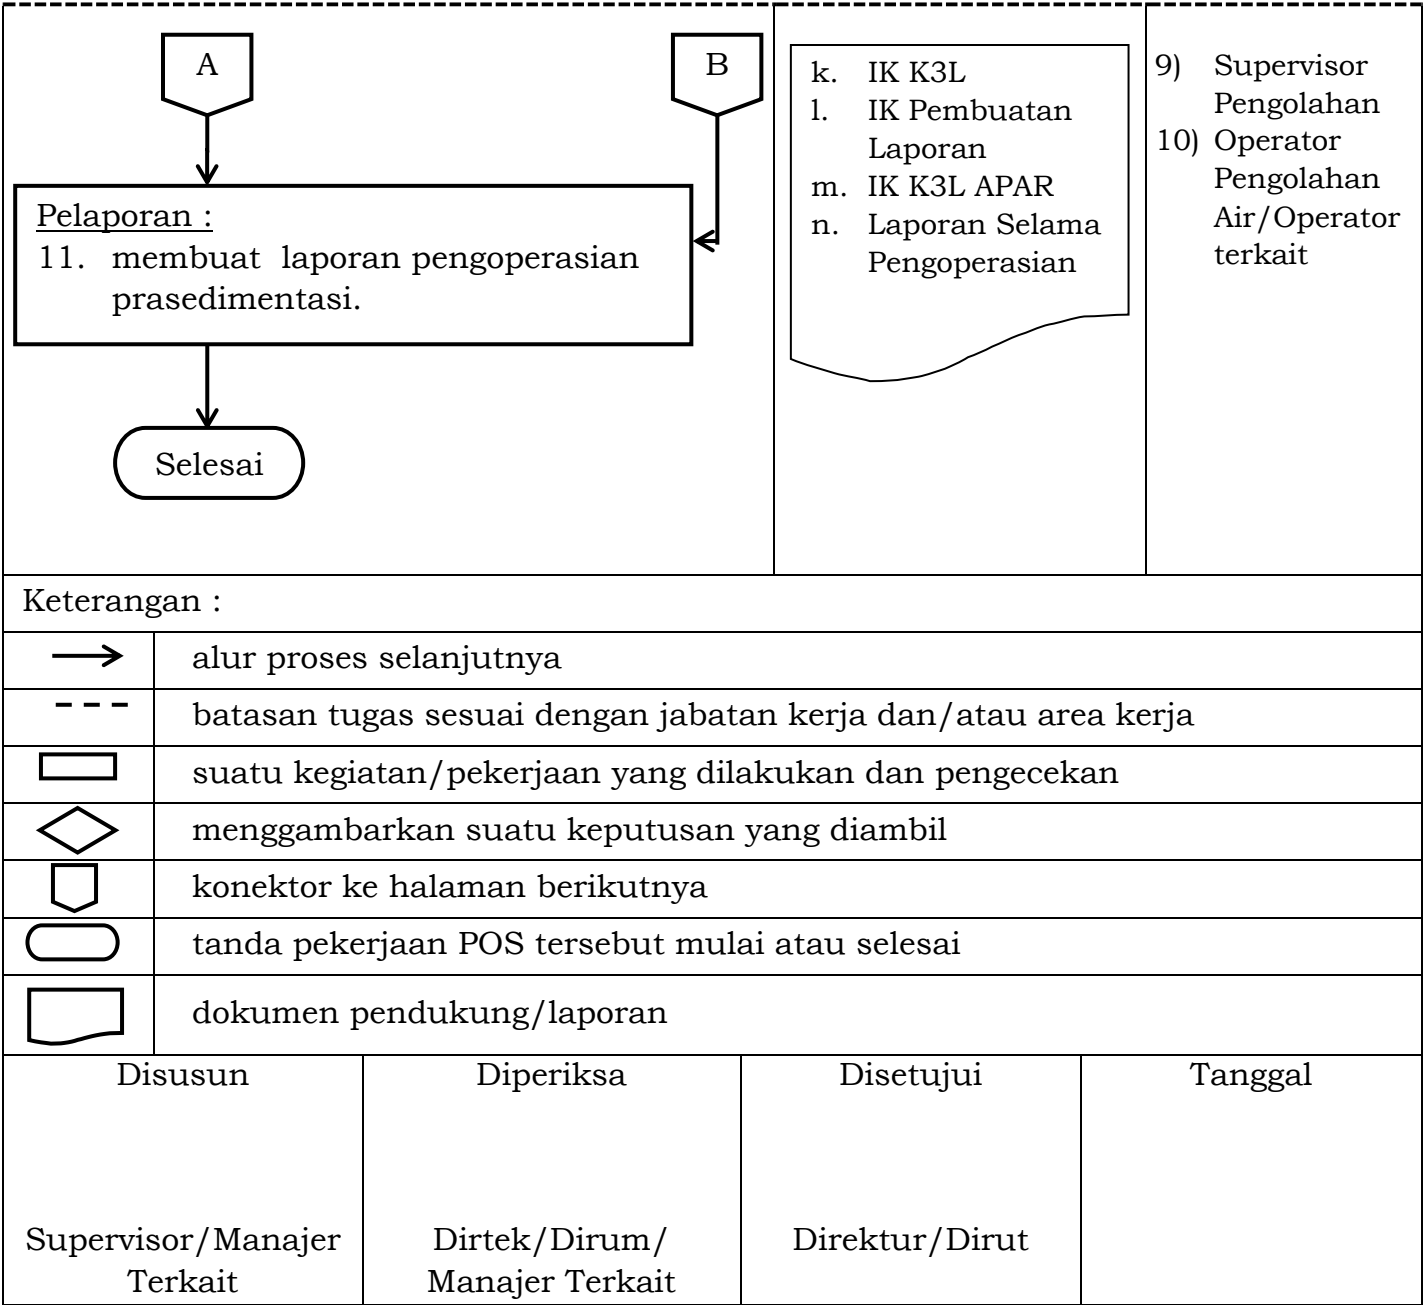 A
B
Pelaporan :
11. membuat laporan pengoperasian
prasedimentasi.
Selesai
k. IK K3L
l. IK Pembuatan
Laporan
m. IK K3L APAR
n. Laporan Selama
Pengoperasian
9) Supervisor
Pengolahan
10) Operator
Pengolahan
Air/Operator
terkait
Keterangan :
alur proses selanjutnya
batasan tugas sesuai dengan jabatan kerja dan/atau area kerja
suatu kegiatan/pekerjaan yang dilakukan dan pengecekan
menggambarkan suatu keputusan yang diambil
konektor ke halaman berikutnya
tanda pekerjaan POS tersebut mulai atau selesai
dokumen pendukung/laporan
Disusun
Supervisor/Manajer
Terkait
Diperiksa
Dirtek/Dirum/
Manajer Terkait
Disetujui
Direktur/Dirut
Tanggal